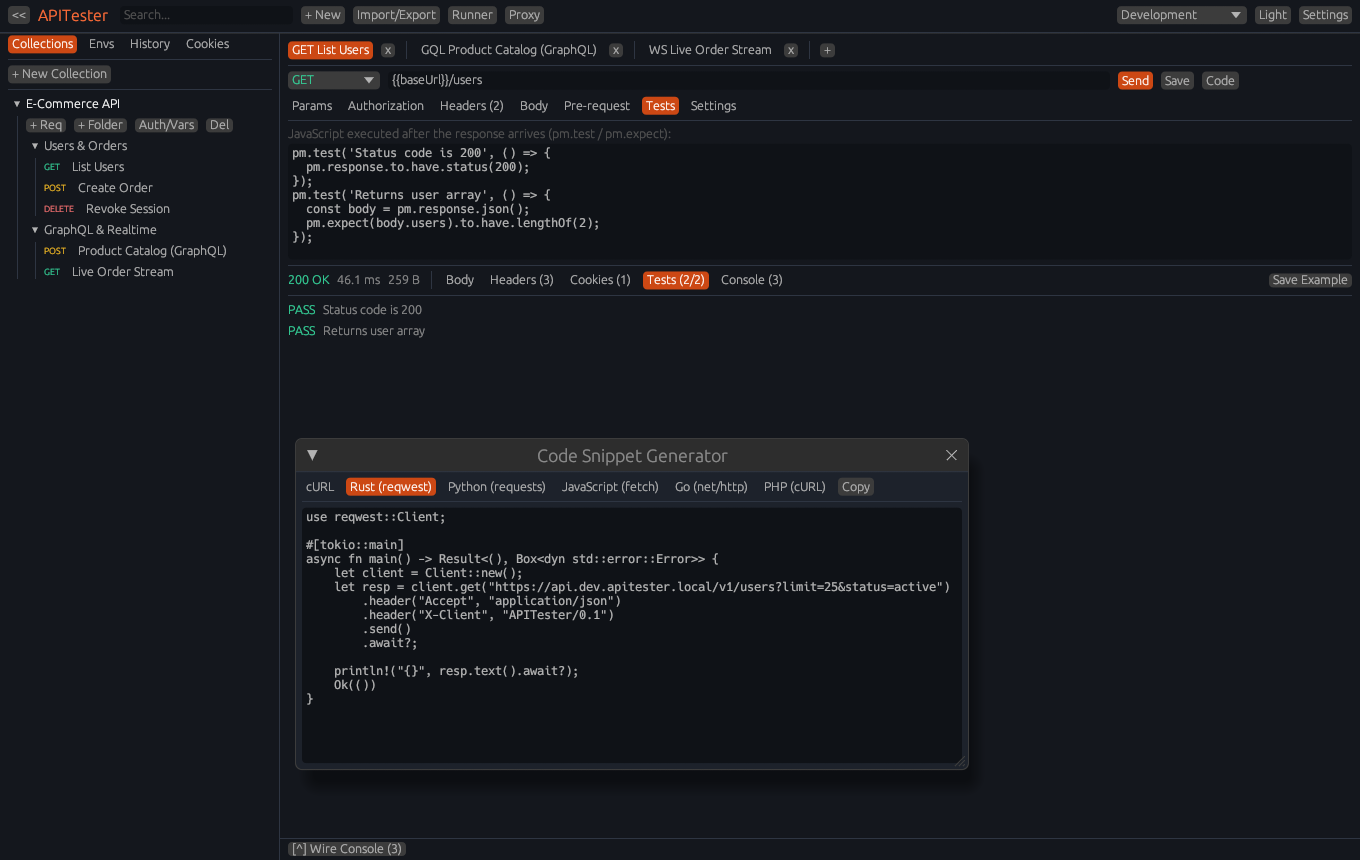 << APITester Search... + New Import/Export Runner Proxy Development Light Settings
Collections Envs History Cookies
+ New Collection
E-Commerce API
+ Req + Folder Auth/Vars Del
Users & Orders
GET List Users
POST Create Order
DELETE Revoke Session
GraphQL & Realtime
POST Product Catalog (GraphQL)
GET Live Order Stream
GET List Users x GQL Product Catalog (GraphQL) x WS Live Order Stream x +
GET {{baseUrl}}/users Send Save Code
Params Authorization Headers (2) Body Pre-request Tests Settings
JavaScript executed after the response arrives (pm.test / pm.expect):
pm.test('Status code is 200', () => {
  pm.response.to.have.status(200);
});
pm.test('Returns user array', () => {
  const body = pm.response.json();
  pm.expect(body.users).to.have.lengthOf(2);
});
200 OK 46.1 ms 259 B Body Headers (3) Cookies (1) Tests (2/2) Console (3) Save Example
PASS Status code is 200
PASS Returns user array
Code Snippet Generator
cURL Rust (reqwest) Python (requests) JavaScript (fetch) Go (net/http) PHP (cURL) Copy
use reqwest::Client;
#[tokio::main]
async fn main() -> Result<(), Box<dyn std::error::Error>> {
    let client = Client::new();
    let resp = client.get("https://api.dev.apitester.local/v1/users?limit=25&status=active")
        .header("Accept", "application/json")
        .header("X-Client", "APITester/0.1")
        .send()
        .await?;
    println!("{}", resp.text().await?);
    Ok(())
}
[^] Wire Console (3)